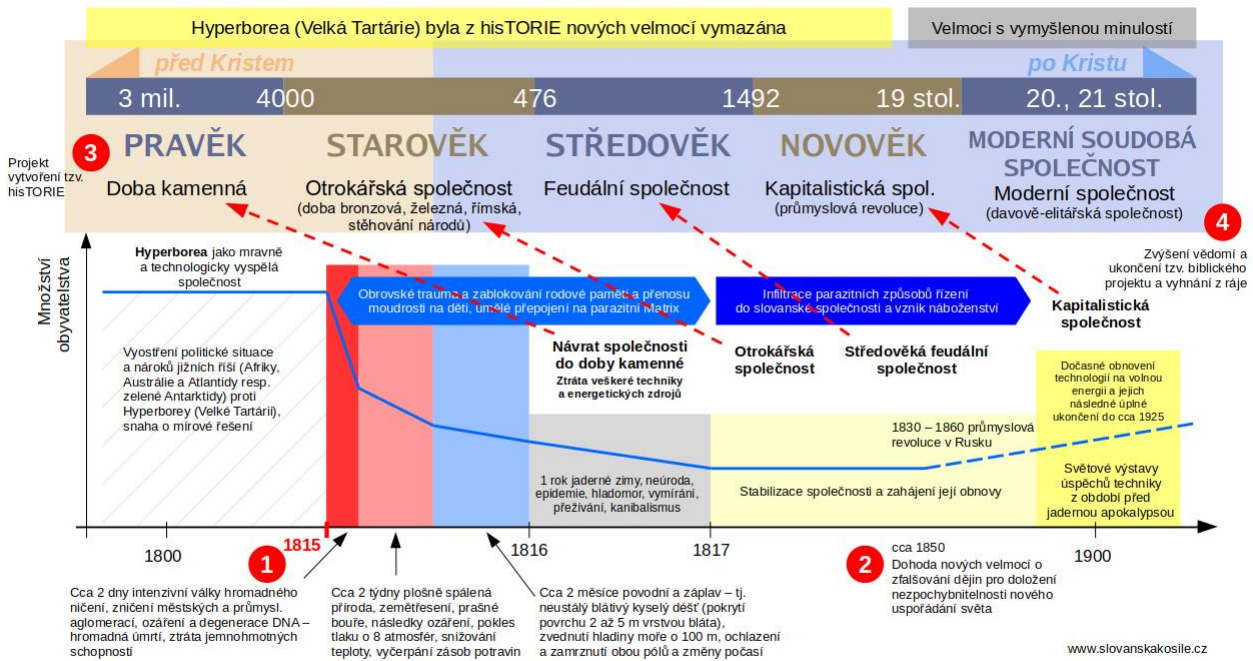 Hyperborea (Velká Tartárie) byla z hisTORIE nových velmocí vymazána
Velmoci s vymyšlenou minulostí
před Kristem
po Kristu
3 mil.
4000
476
1492
19 stol.
20., 21 stol.
3
Projekt
vytvoření tzv.
hisTORIE
PRAVĚK
Doba kamenná
STAROVĚK
Otrokářská společnost
(doba bronzová, železná, římská,
stěhování národů)
STŘEDOVĚK
Feudální společnost
NOVOVĚK
Kapitalistická spol.
(průmyslová revoluce)
MODERNÍ SOUDOBÁ
SPOLEČNOST
Moderní společnost
(davově-elitářská společnost)
4
Zvýšení vědomí a
ukončení tzv. biblického
projektu a vyhnání z ráje
Množství
obyvatelstva
Hyperborea jako mravně
a technologicky vyspělá
společnost
Obrovské trauma a zablokování rodové paměti a přenosu
moudrosti na děti, umělé přepojení na parazitní Matrix
Infiltrace parazitních způsobů řízení
do slovanské společnosti a vznik náboženství
Kapitalistická
společnost
Vyostření politické situace
a nároků jižních říší (Afriky,
Austrálie a Atlantidy resp.
zelené Antarktidy) proti
Hyperborey (Velké Tartárii),
snaha o mírové řešení
Návrat společnosti
do doby kamenné
Ztráta veškeré techniky
a energetických zdrojů
Otrokářská
společnost
Středověká feudální
společnost
Dočasné obnovení
technologií na volnou
energii a jejich
následné úplné
ukončení do cca 1925
1830 – 1860 průmyslová
revoluce v Rusku
1 rok jaderné zimy, neúroda,
epidemie, hladomor, vymírání,
přežívání, kanibalismus
Stabilizace společnosti a zahájení její obnovy
Světové výstavy
úspěchů techniky
z období před
jadernou apokalypsou
1800
1815
1816
1817
1900
1
Cca 2 dny intenzivní války hromadného
ničení, zničení městských a průmysl.
aglomerací, ozáření a degenerace DNA –
hromadná úmrtí, ztráta jemnohmotných
schopností
Cca 2 týdny plošně spálená
příroda, zemětřesení, prašné
bouře, následky ozáření, pokles
tlaku o 8 atmosfér, snižování
teploty, vyčerpání zásob potravin
Cca 2 měsíce povodní a záplav – tj.
neustálý blátivý kyselý déšť (pokrytí
povrchu 2 až 5 m vrstvou bláta),
zvednutí hladiny moře o 100 m, ochlazení
a zamrznutí obou pólů a změny počasí
2
cca 1850
Dohoda nových velmocí o
zfalšování dějin pro doložení
nezpochybnitelnosti nového
uspořádání světa
www.slovanskakosile.cz